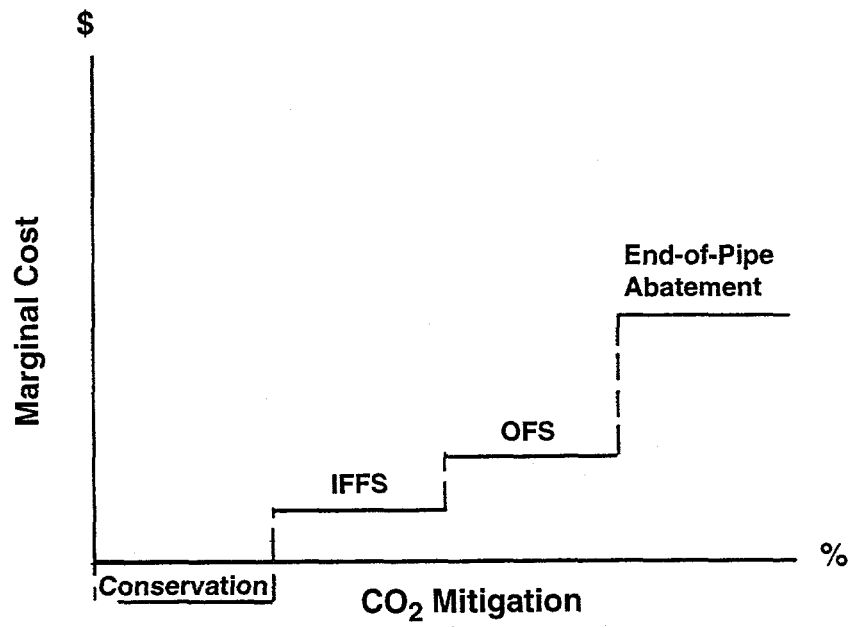 $
Marginal Cost
End-of-Pipe
Abatement
OFS
IFFS
%
Conservation
CO₂ Mitigation